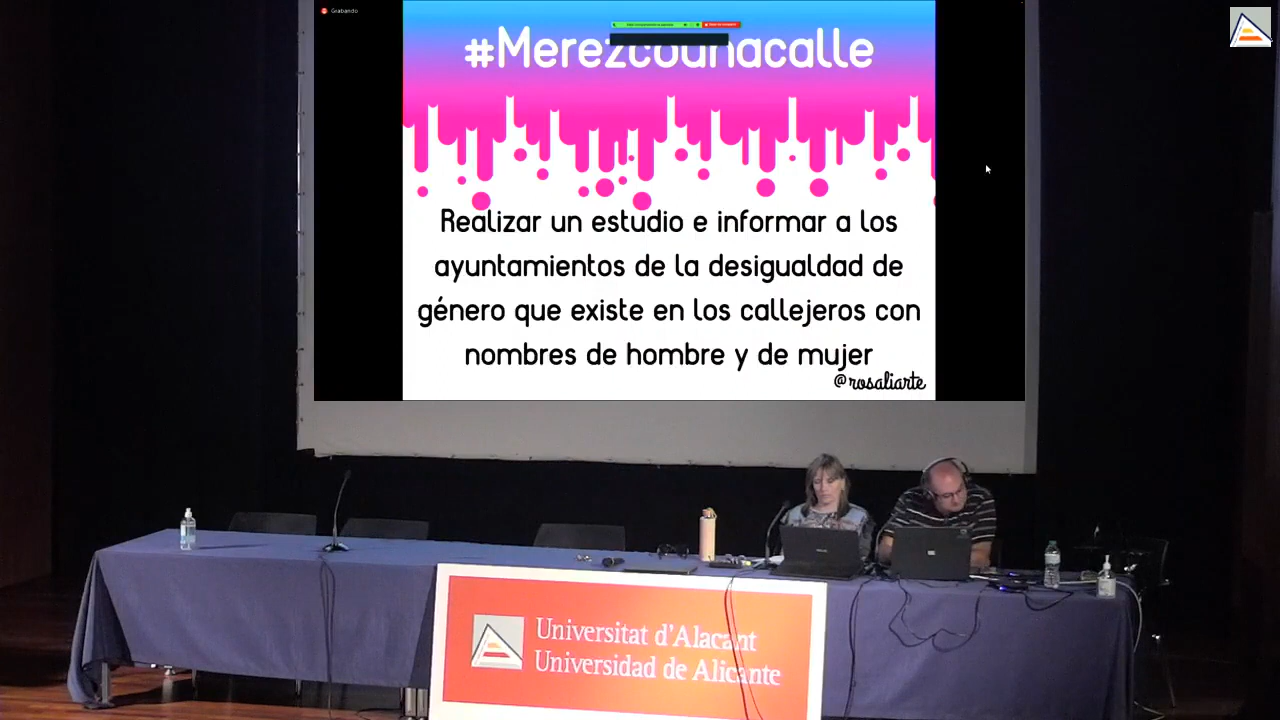 Grabando
#Merezcounacalle
Realizar un estudio e informar a los
ayuntamientos de la desigualdad de
género que existe en los callejeros con
nombres de hombre y de mujer
@rosaliarte
Universitat d'Alacant
Universidad de Alicante